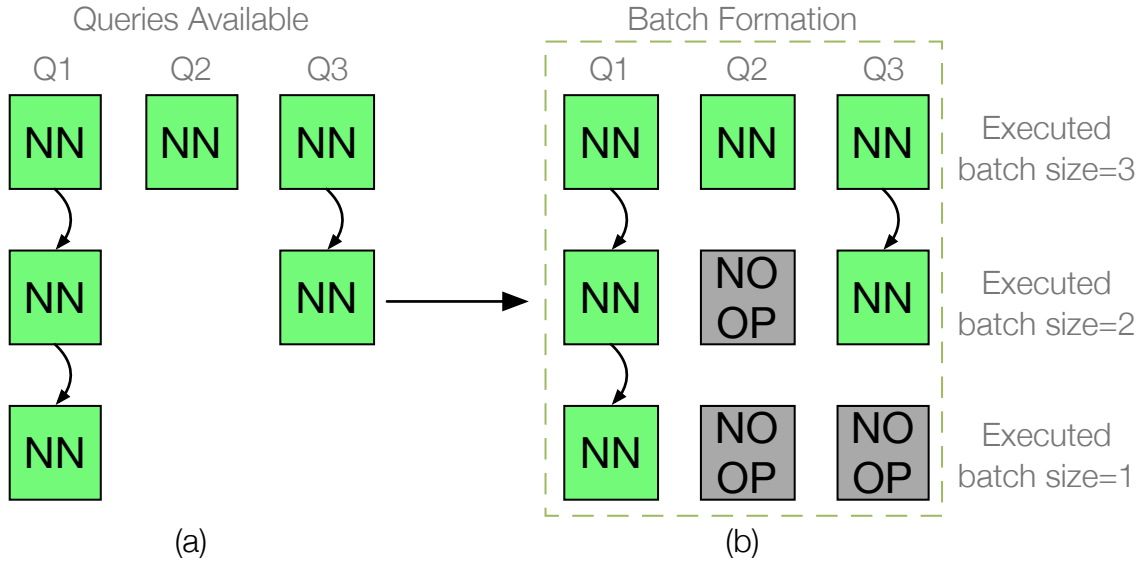 Queries Available
Batch Formation
Q1 Q2 Q3
Q1 Q2 Q3
NN NN NN
NN NN NN
Executed
batch size=3
NN NN
NN NO
OP NN
Executed
batch size=2
NN
NN NO
OP NO
OP
Executed
batch size=1
(a)
(b)